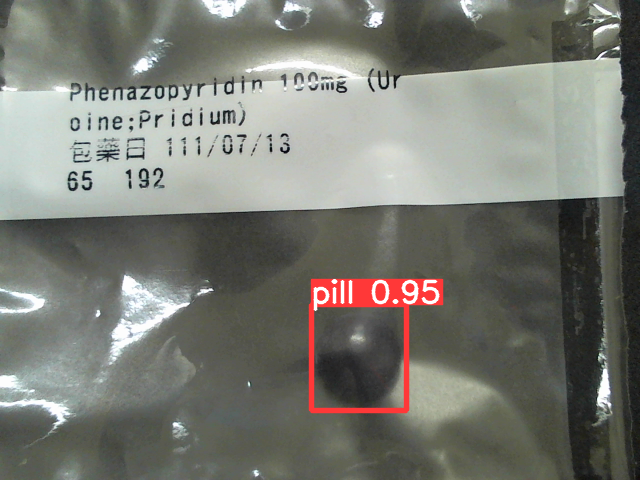 Phenazopyridin 100mg (Ur
oine;Pridium)
包藥日 111/07/13
65 192
pill 0.95